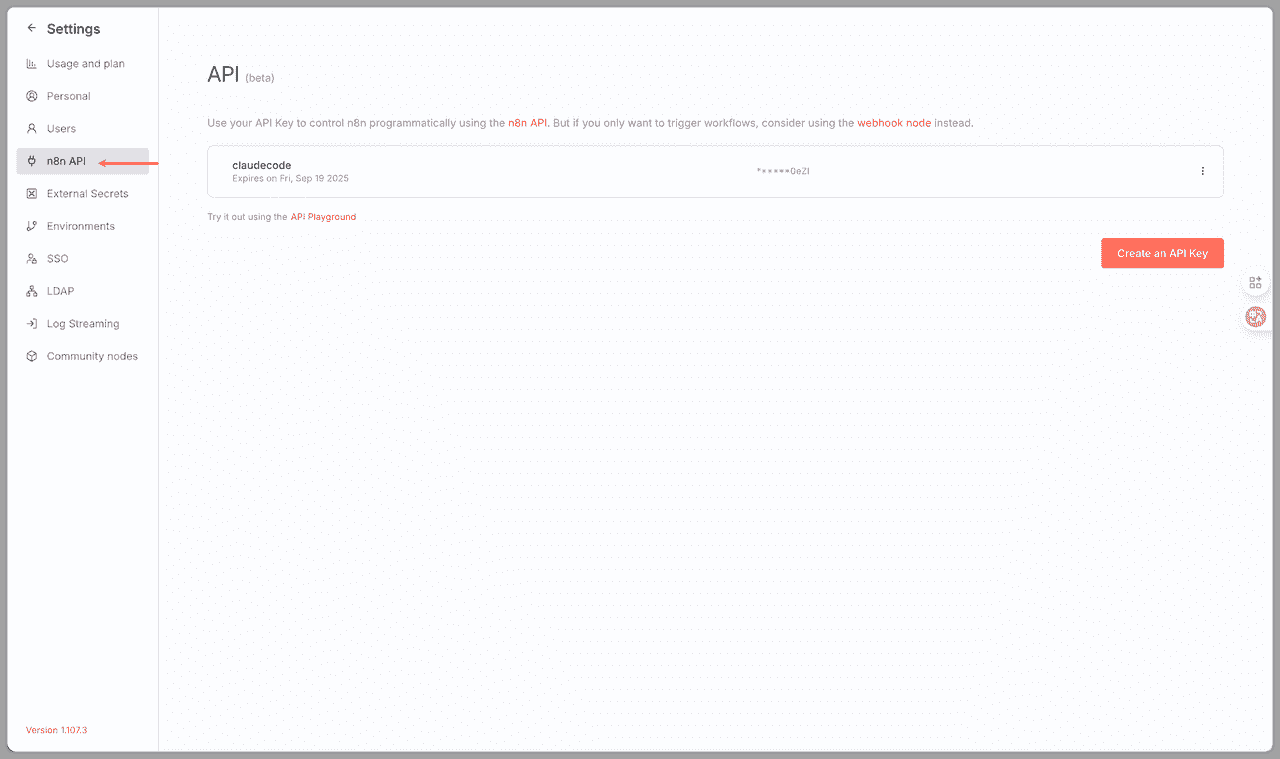 Settings
Usage and plan
Personal
Users
n8n API
External Secrets
Environments
SSO
LDAP
Log Streaming
Community nodes
Version 1.107.3
API (beta)
Use your API Key to control n8n programmatically using the n8n API. But if you only want to trigger workflows, consider using the webhook node instead.
claudecode
Expires on Fri, Sep 19 2025
Try it out using the API Playground
Create an API Key